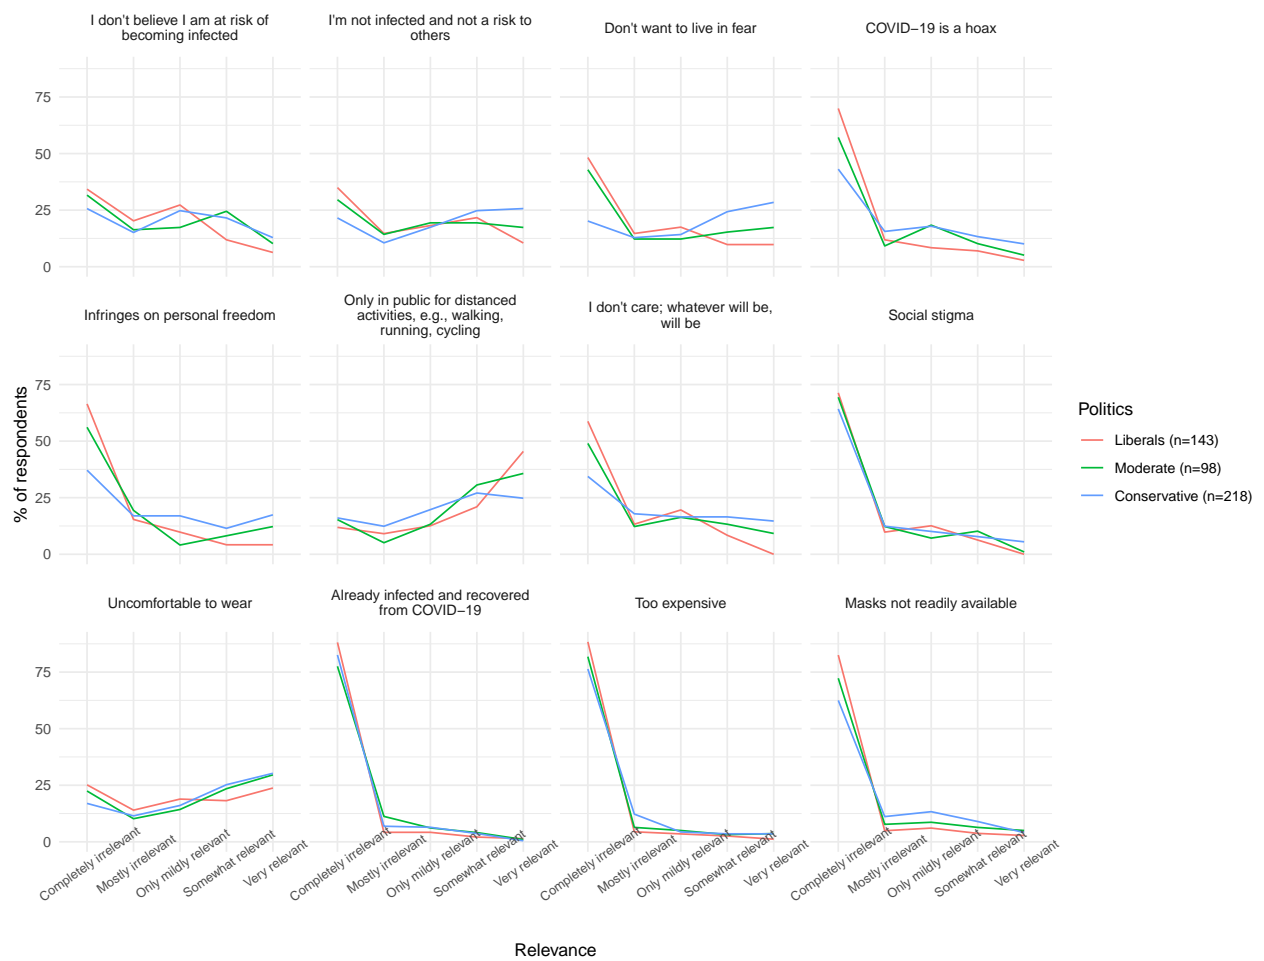 I don't believe I am at risk of
becoming infected
I'm not infected and not a risk to
others
Don't want to live in fear
COVID−19 is a hoax
75
50
25
0
Infringes on personal freedom
Only in public for distanced
activities, e.g., walking,
running, cycling
I don't care; whatever will be,
will be
Social stigma
75
50
25
0
% of respondents
Uncomfortable to wear
Already infected and recovered
from COVID−19
Too expensive
Masks not readily available
75
50
25
0
Completely irrelevant
Mostly irrelevant
Only mildly relevant
Somewhat relevant
Very relevant
Completely irrelevant
Mostly irrelevant
Only mildly relevant
Somewhat relevant
Very relevant
Completely irrelevant
Mostly irrelevant
Only mildly relevant
Somewhat relevant
Very relevant
Completely irrelevant
Mostly irrelevant
Only mildly relevant
Somewhat relevant
Very relevant
Relevance
Politics
Liberals (n=143)
Moderate (n=98)
Conservative (n=218)